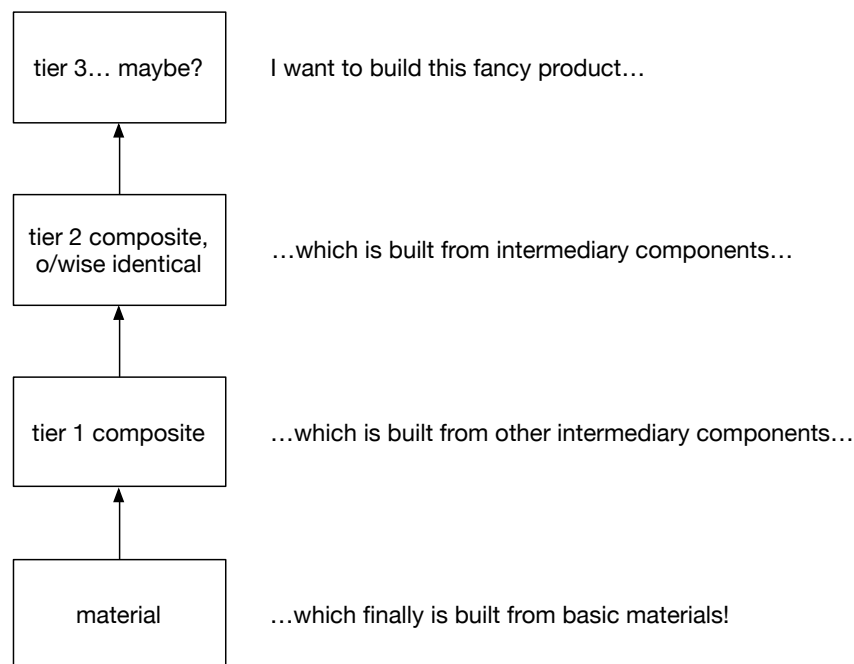 tier 3… maybe?
I want to build this fancy product…
tier 2 composite,
o/wise identical
…which is built from intermediary components…
tier 1 composite
…which is built from other intermediary components…
material
…which finally is built from basic materials!